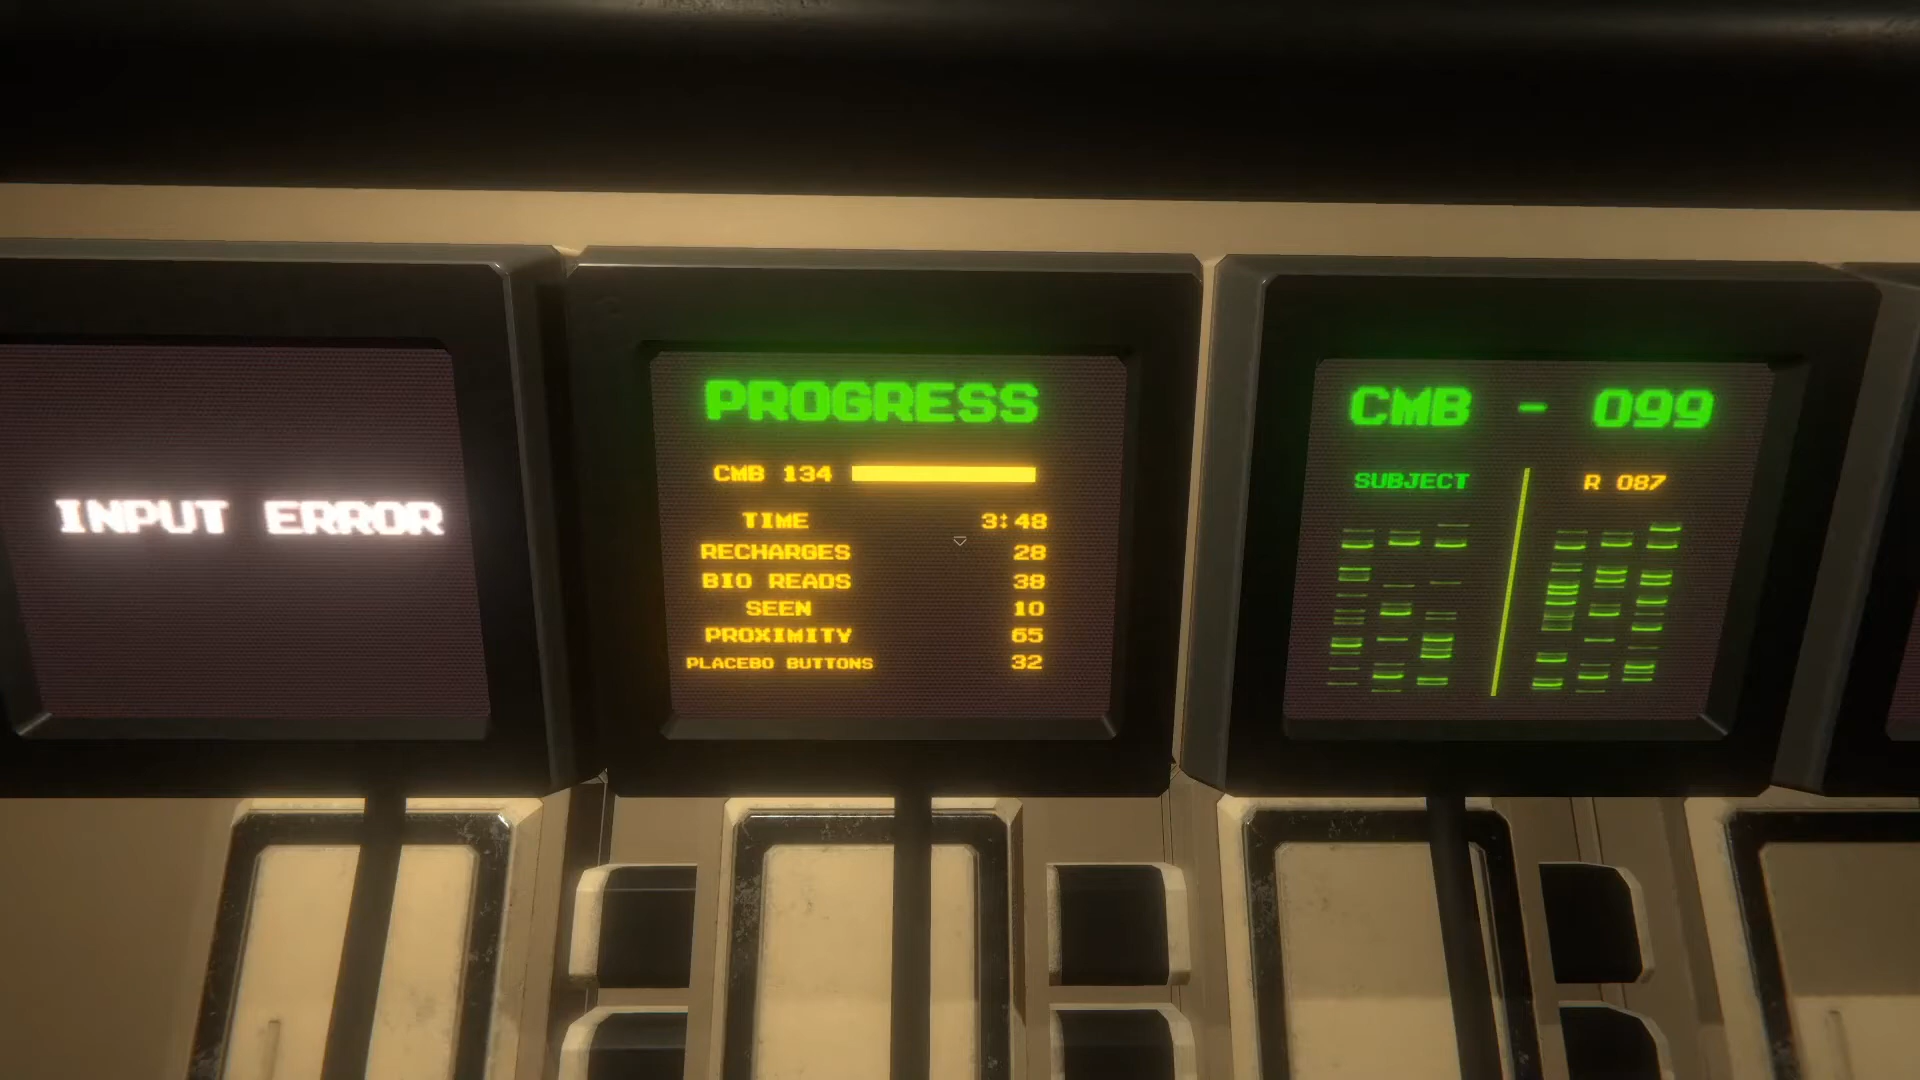 INPUT ERROR
PROGRESS
CMB 134
TIME 3:48
RECHARGES 28
BIO READS 38
SEEN 10
PROXIMITY 65
PLACEBO BUTTONS 32
CMB - 099
SUBJECT R 087